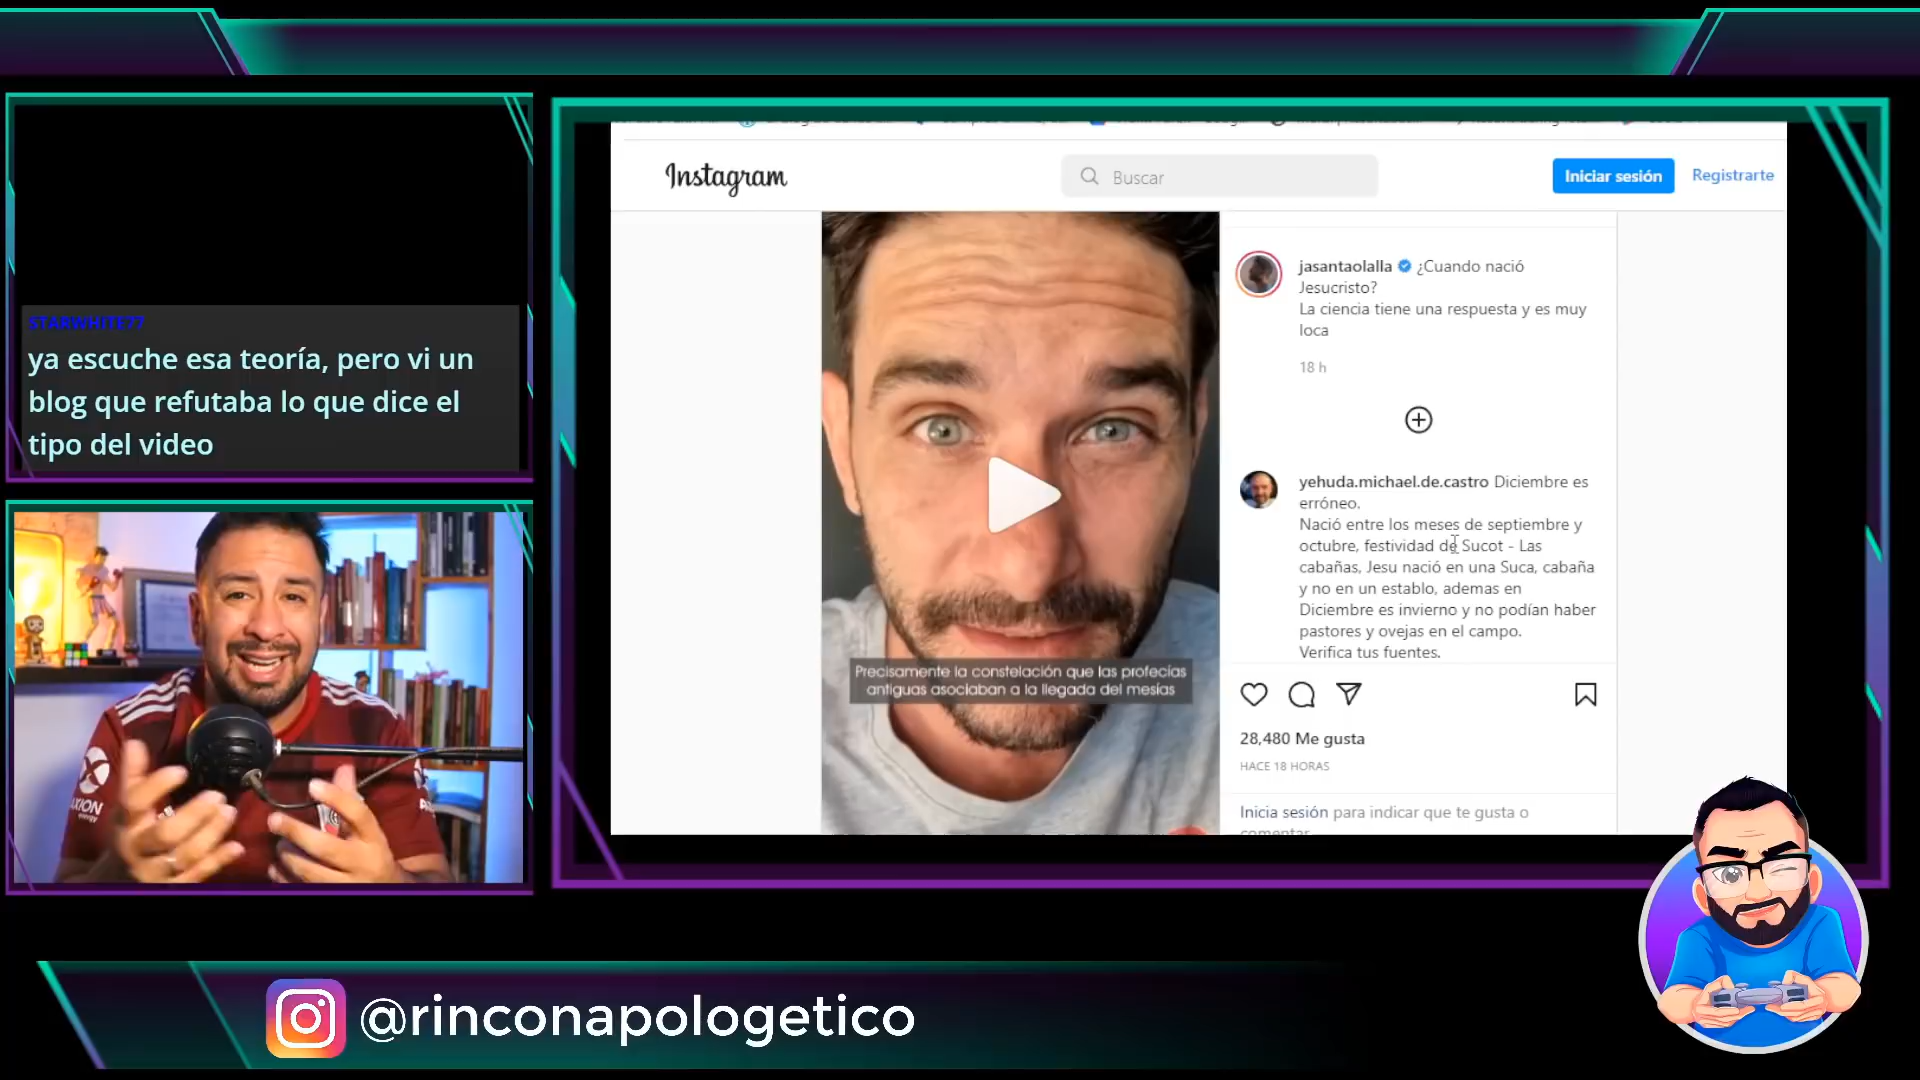 Instagram
Buscar
Iniciar sesión
Registrarte
STARWHITE77
ya escuche esa teoría, pero vi un
blog que refutaba lo que dice el
tipo del video
jasantaolalla ¿Cuando nació
Jesucristo?
La ciencia tiene una respuesta y es muy
loca
18 h
yehuda.michael.de.castro Diciembre es
erróneo.
Nació entre los meses de septiembre y
octubre, festividad de Sucot - Las
cabañas, Jesu nació en una Suca, cabaña
y no en un establo, ademas en
Diciembre es invierno y no podían haber
pastores y ovejas en el campo.
Verifica tus fuentes.
Precisamente la constelación que las profecías
antiguas asociaban a la llegada del mesías
28,480 Me gusta
HACE 18 HORAS
Inicia sesión para indicar que te gusta o
comentar.
AXION
@rinconapologetico